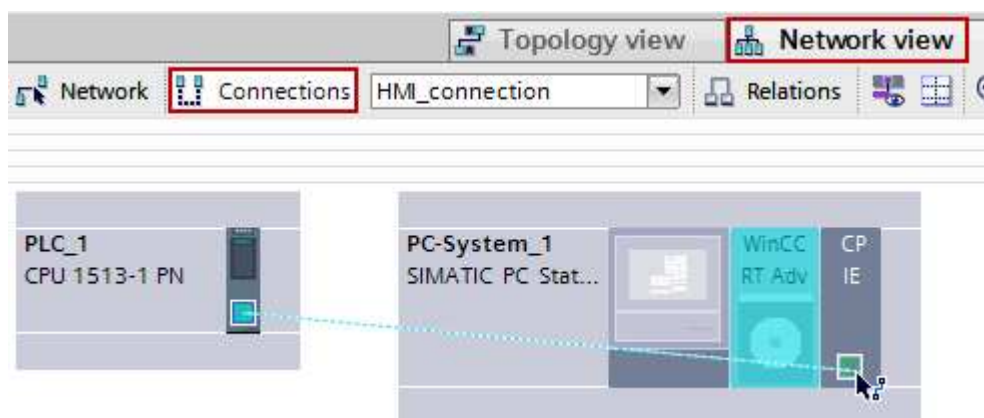 Topology view
Network view
Network
Connections
HMI_connection
Relations
PLC_1
CPU 1513-1 PN
PC-System_1
SIMATIC PC Stat...
WinCC
RT Adv
CP
IE